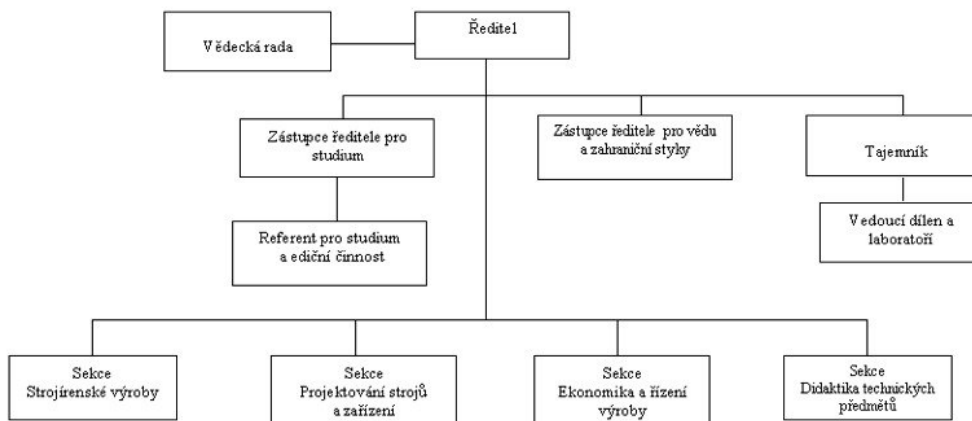 Ředitel
Vědecká rada
Zástupce ředitele pro
studium
Zástupce ředitele pro vědu
a zahraniční styky
Tajemník
Referent pro studium
a ediční činnost
Vedoucí dílen a
laboratoří
Sekce
Strojírenské výroby
Sekce
Projektování strojů
a zařízení
Sekce
Ekonomika a řízení
výroby
Sekce
Didaktika technických
předmětů